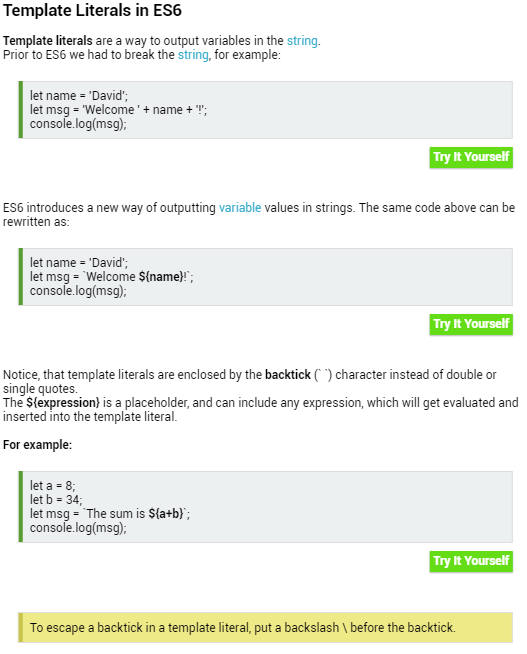 Template Literals in ES6
Template literals are a way to output variables in the string.
Prior to ES6 we had to break the string, for example:
let name = 'David';
let msg = 'Welcome ' + name + '!';
console.log(msg);
Try It Yourself
ES6 introduces a new way of outputting variable values in strings. The same code above can be
rewritten as:
let name = 'David';
let msg = `Welcome ${name}!`;
console.log(msg);
Try It Yourself
Notice, that template literals are enclosed by the backtick (` `) character instead of double or
single quotes.
The ${expression} is a placeholder, and can include any expression, which will get evaluated and
inserted into the template literal.
For example:
let a = 8;
let b = 34;
let msg = `The sum is ${a+b}`;
console.log(msg);
Try It Yourself
To escape a backtick in a template literal, put a backslash \ before the backtick.